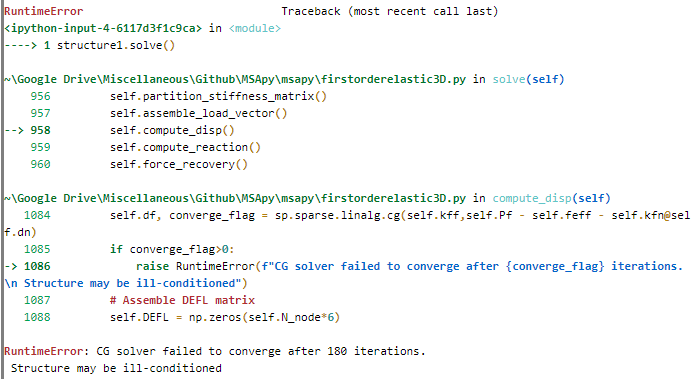 RuntimeError                              Traceback (most recent call last)
<ipython-input-4-6117d3f1c9ca> in <module>
----> 1 structure1.solve()

~\Google Drive\Miscellaneous\Github\MSApy\msapy\firstorderelastic3D.py in solve(self)
    956         self.partition_stiffness_matrix()
    957         self.assemble_load_vector()
--> 958         self.compute_disp()
    959         self.compute_reaction()
    960         self.force_recovery()

~\Google Drive\Miscellaneous\Github\MSApy\msapy\firstorderelastic3D.py in compute_disp(self)
   1084         self.df, converge_flag = sp.sparse.linalg.cg(self.kff,self.Pf - self.feff - self.kfn@sel
f.dn)
   1085         if converge_flag>0:
-> 1086             raise RuntimeError(f"CG solver failed to converge after {converge_flag} iterations.
\n Structure may be ill-conditioned")
   1087         # Assemble DEFL matrix
   1088         self.DEFL = np.zeros(self.N_node*6)

RuntimeError: CG solver failed to converge after 180 iterations.
 Structure may be ill-conditioned